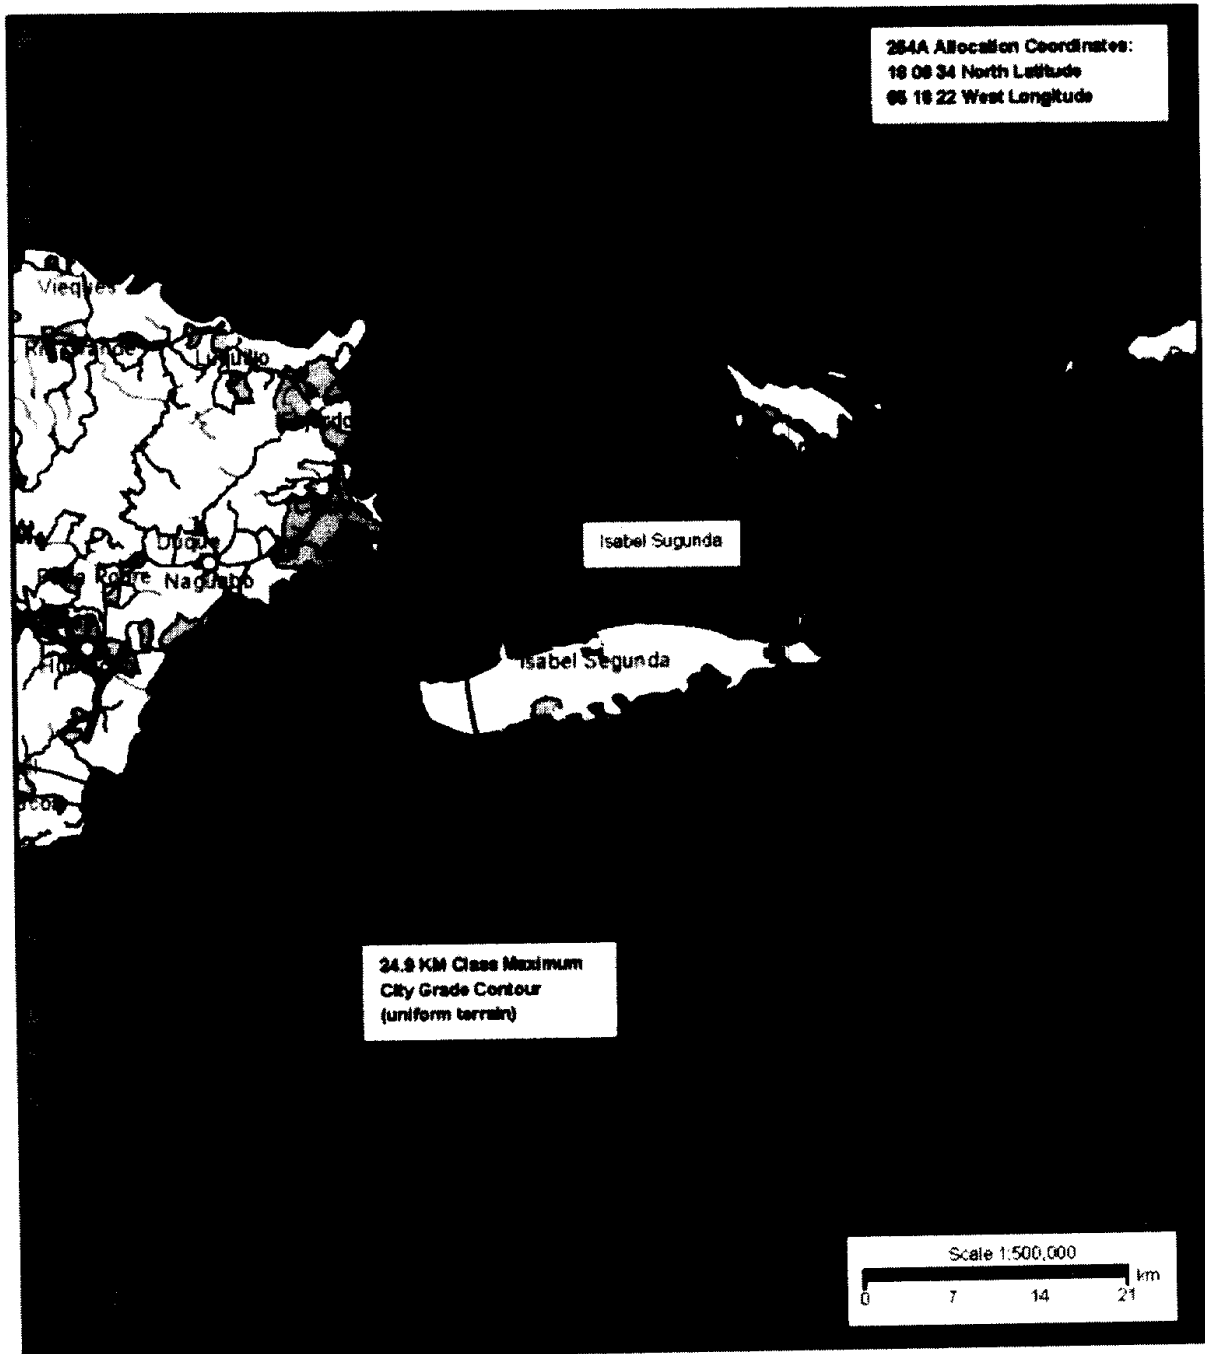 264A Allocation Coordinates:
18 08 34 North Latitude
65 18 22 West Longitude
Vieques
Luquillo
Isabel Sugunda
Duque
Naguabo
Isabel Segunda
24.9 KM Class Maximum
City Grade Contour
(uniform terrain)
Scale 1:500,000
km
0 7 14 21